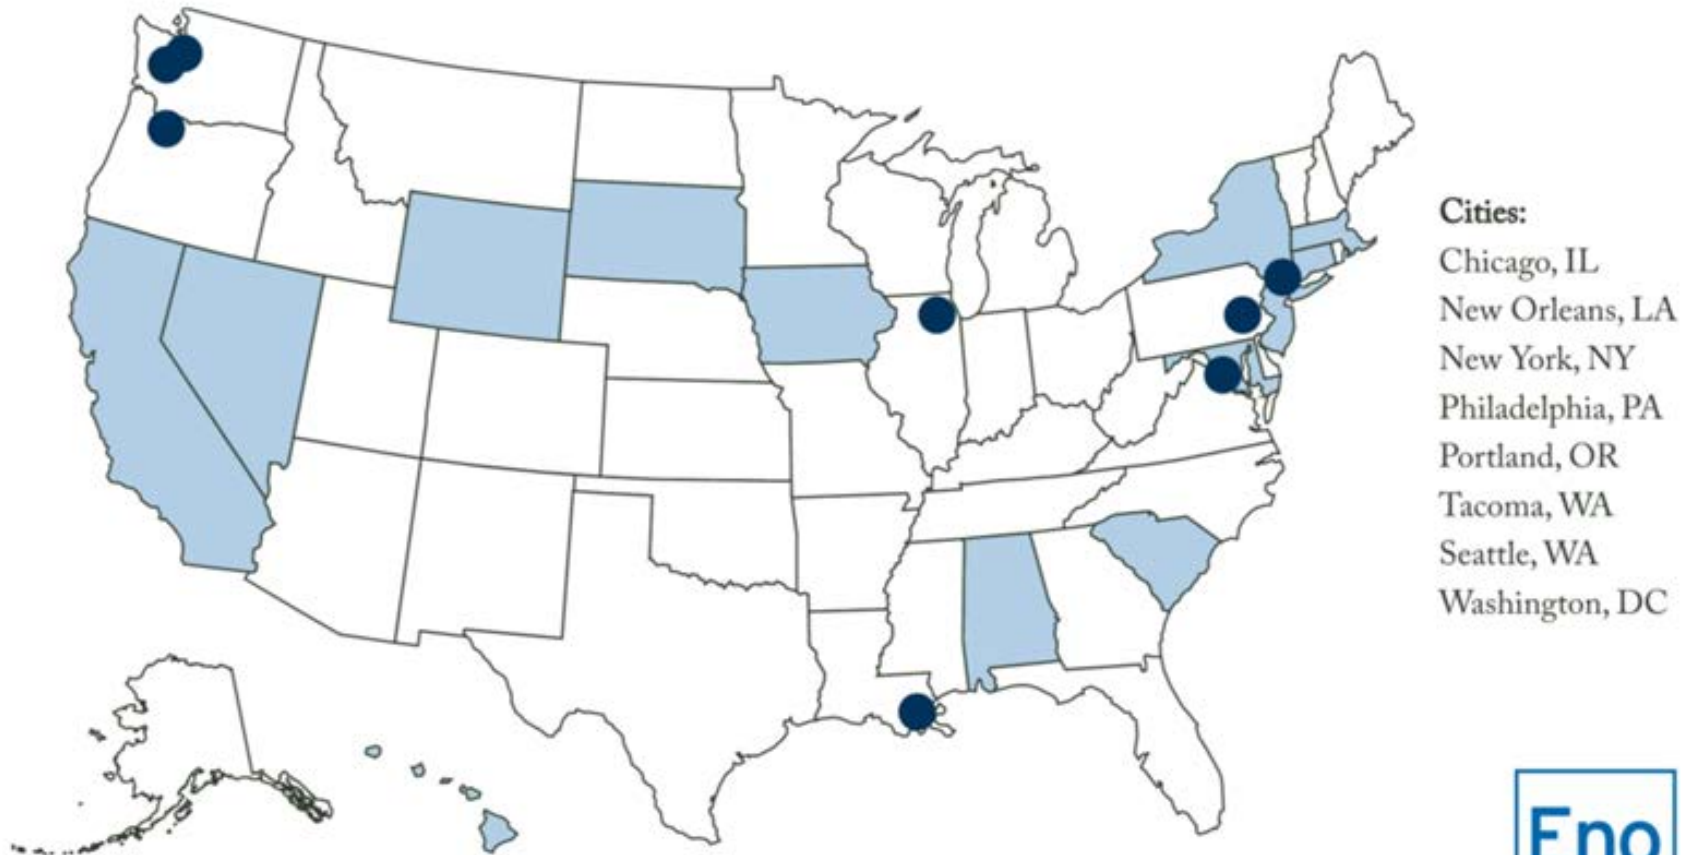 Cities:
Chicago, IL
New Orleans, LA
New York, NY
Philadelphia, PA
Portland, OR
Tacoma, WA
Seattle, WA
Washington, DC
Eno